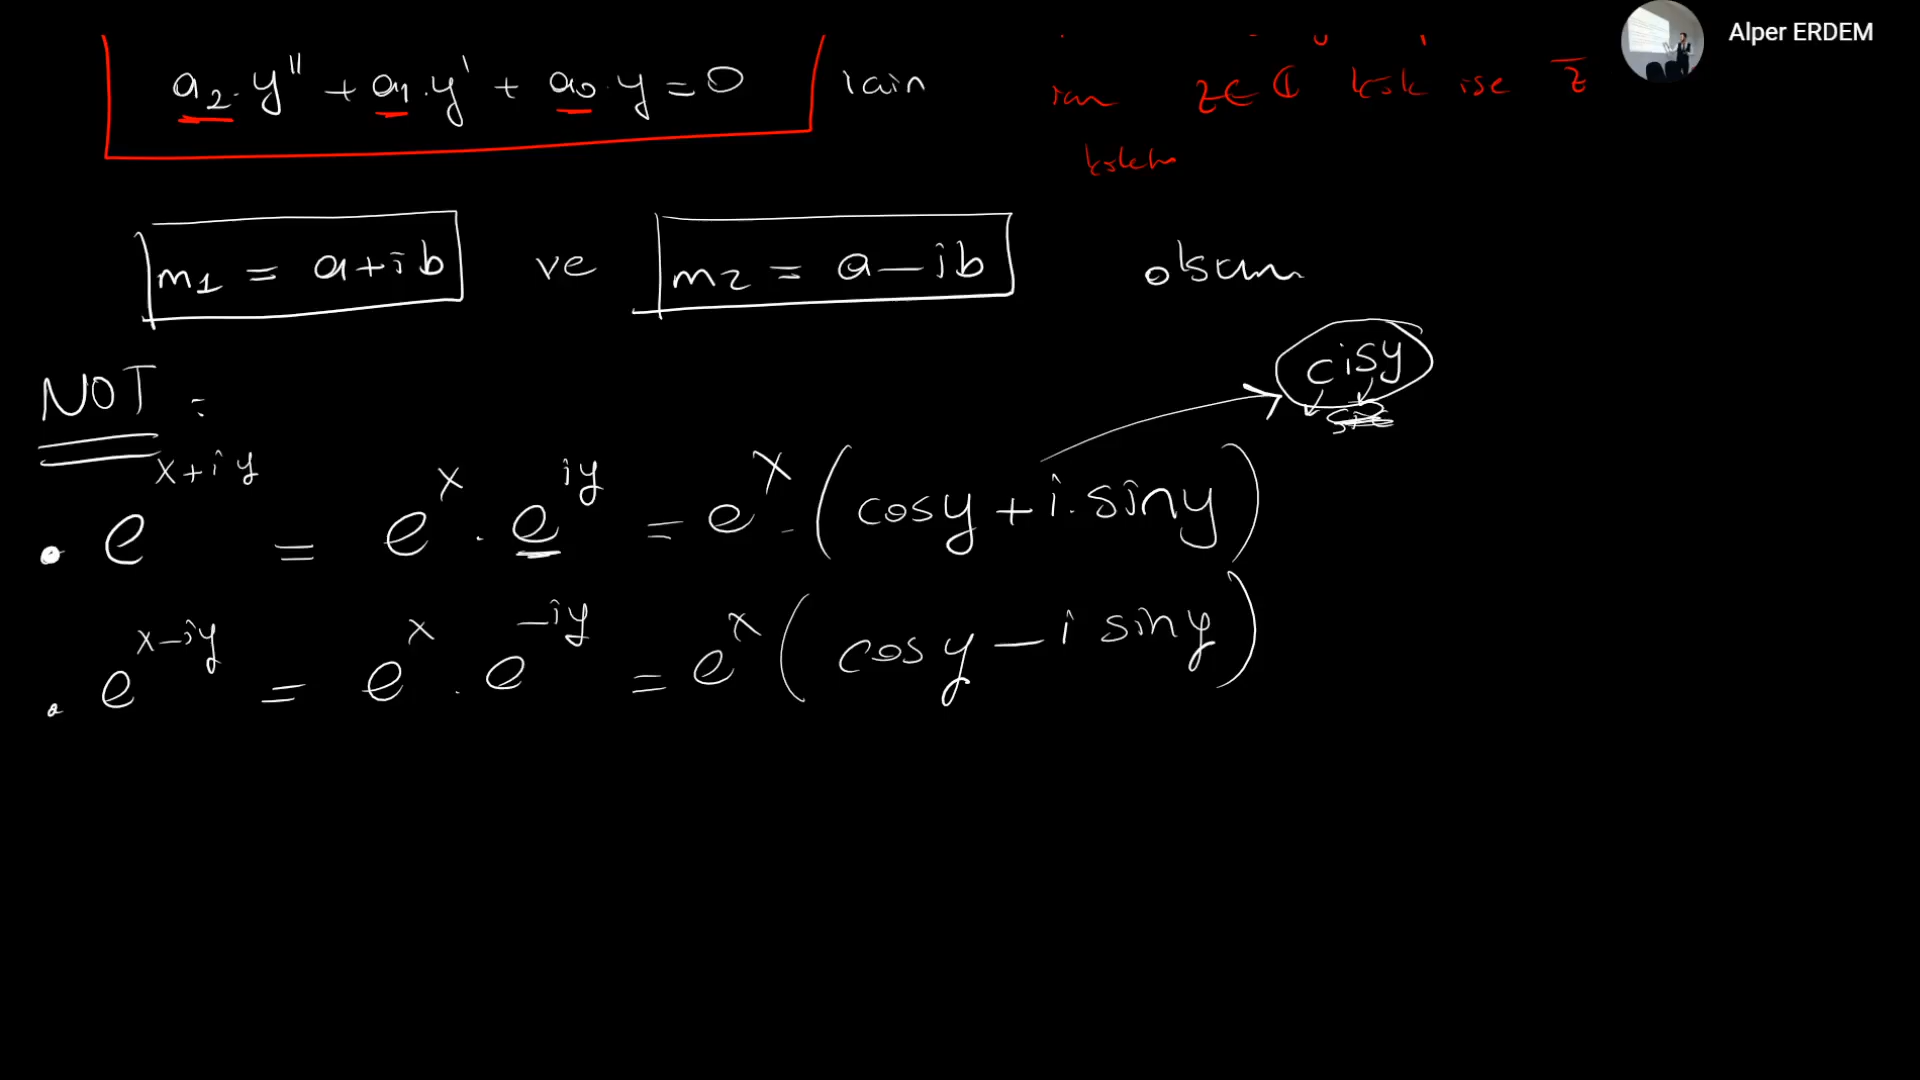 Alper ERDEM
a₂·y'' + a₁·y' + a₀·y = 0 için
z∈ℂ kök ise z̄
m₁ = a+ib ve m₂ = a−ib olsun
cisy
NOT:
• e^{x+iy} = e^x · e^{iy} = e^x · (cosy + i·siny)
• e^{x−iy} = e^x · e^{−iy} = e^x (cosy − i siny)